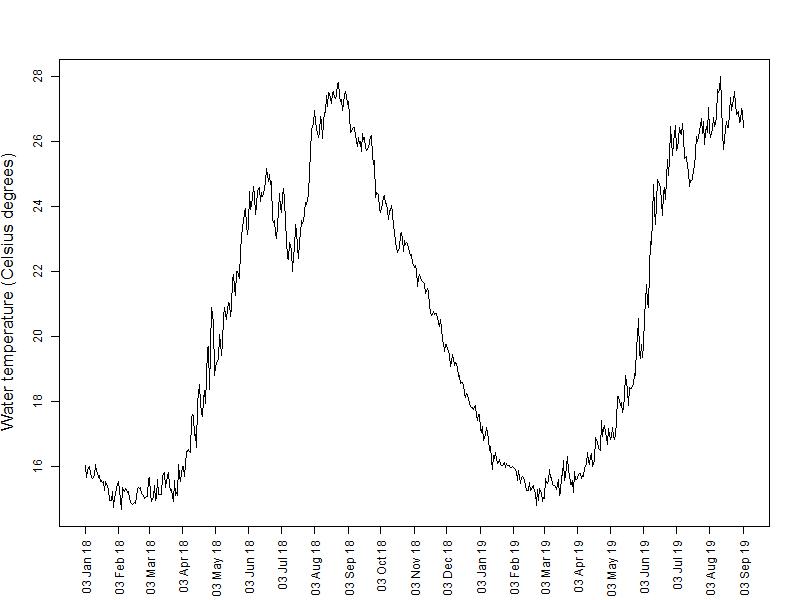 Water temperature (Celsius degrees)
28
26
24
22
20
18
16
03 Jan 18
03 Feb 18
03 Mar 18
03 Apr 18
03 May 18
03 Jun 18
03 Jul 18
03 Aug 18
03 Sep 18
03 Oct 18
03 Nov 18
03 Dec 18
03 Jan 19
03 Feb 19
03 Mar 19
03 Apr 19
03 May 19
03 Jun 19
03 Jul 19
03 Aug 19
03 Sep 19